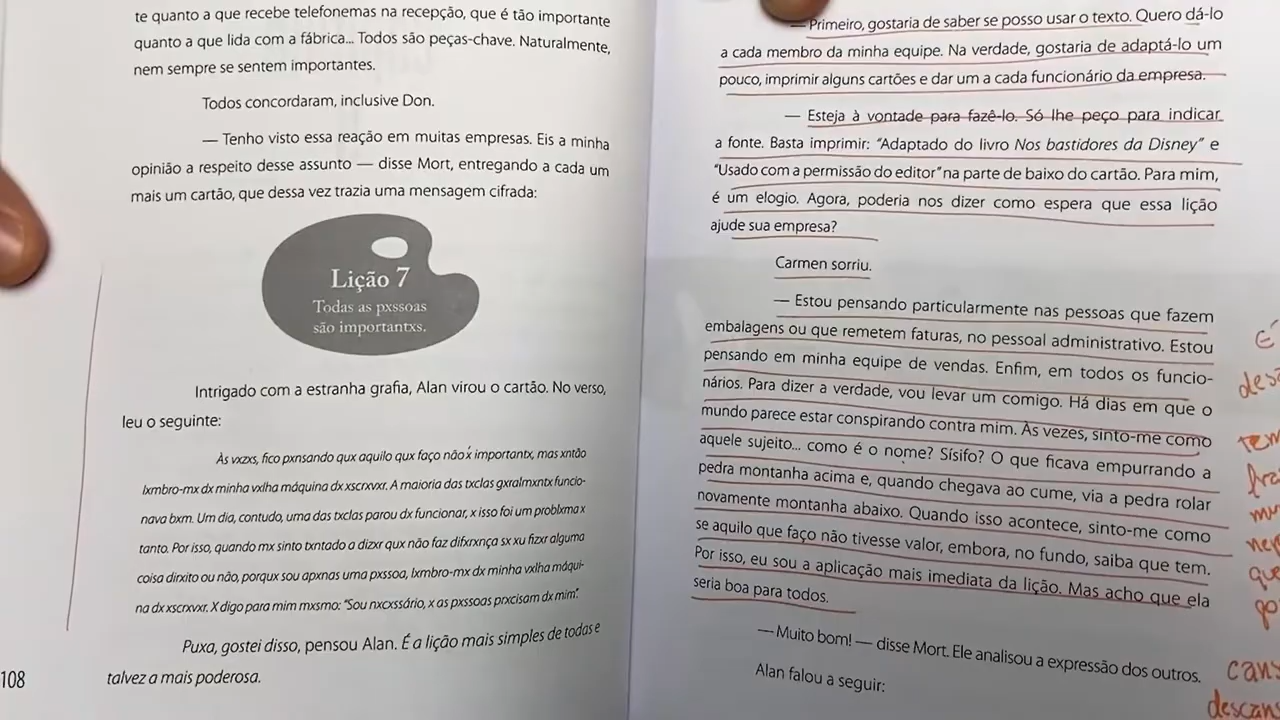 te quanto a que recebe telefonemas na recepção, que é tão importante
quanto a que lida com a fábrica... Todos são peças-chave. Naturalmente,
nem sempre se sentem importantes.
Todos concordaram, inclusive Don.
— Tenho visto essa reação em muitas empresas. Eis a minha
opinião a respeito desse assunto — disse Mort, entregando a cada um
mais um cartão, que dessa vez trazia uma mensagem cifrada:
Lição 7
Todas as pxssoas
são importantxs.
Intrigado com a estranha grafia, Alan virou o cartão. No verso,
leu o seguinte:
Às vxzxs, fico pxnsando qux aquilo qux faço não x́ importantx, mas xntão
lxmbro-mx dx minha vxlha máquina dx xscrxvxr. A maioria das txclas gxralmxntx funcio-
nava bxm. Um dia, contudo, uma das txclas parou dx funcionar, x isso foi um problxma x
tanto. Por isso, quando mx sinto txntado a dizxr qux não faz difxrxnça sx xu fizxr alguma
coisa dirxito ou não, porqux sou apxnas uma pxssoa, lxmbro-mx dx minha vxlha máqui-
na dx xscrxvxr. X digo para mim mxsmo: "Sou nxcxssário, x as pxssoas prxcisam dx mim".
Puxa, gostei disso, pensou Alan. É a lição mais simples de todas e
talvez a mais poderosa.
108
— Primeiro, gostaria de saber se posso usar o texto. Quero dá-lo
a cada membro da minha equipe. Na verdade, gostaria de adaptá-lo um
pouco, imprimir alguns cartões e dar um a cada funcionário da empresa.
— Esteja à vontade para fazê-lo. Só lhe peço para indicar
a fonte. Basta imprimir: "Adaptado do livro Nos bastidores da Disney" e
"Usado com a permissão do editor" na parte de baixo do cartão. Para mim,
é um elogio. Agora, poderia nos dizer como espera que essa lição
ajude sua empresa?
Carmen sorriu.
— Estou pensando particularmente nas pessoas que fazem
embalagens ou que remetem faturas, no pessoal administrativo. Estou
pensando em minha equipe de vendas. Enfim, em todos os funcio-
nários. Para dizer a verdade, vou levar um comigo. Há dias em que o
mundo parece estar conspirando contra mim. Às vezes, sinto-me como
aquele sujeito... como é o nome? Sísifo? O que ficava empurrando a
pedra montanha acima e, quando chegava ao cume, via a pedra rolar
novamente montanha abaixo. Quando isso acontece, sinto-me como
se aquilo que faço não tivesse valor, embora, no fundo, saiba que tem.
Por isso, eu sou a aplicação mais imediata da lição. Mas acho que ela
seria boa para todos.
— Muito bom! — disse Mort. Ele analisou a expressão dos outros.
Alan falou a seguir:
É
tem
que
cans
descans